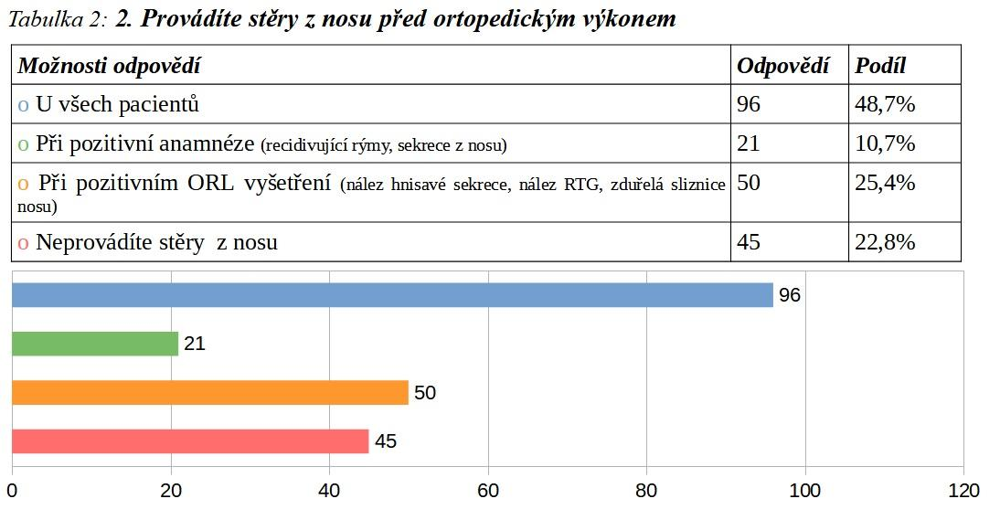 Tabulka 2: 2. Provádíte stěry z nosu před ortopedickým výkonem
Možnosti odpovědí Odpovědí Podíl
o U všech pacientů 96 48,7%
o Při pozitivní anamnéze (recidivující rýmy, sekrece z nosu) 21 10,7%
o Při pozitivním ORL vyšetření (nález hnisavé sekrece, nález RTG, zduřelá sliznice 50 25,4%
nosu)
o Neprovádíte stěry z nosu 45 22,8%
96
21
50
45
0 20 40 60 80 100 120